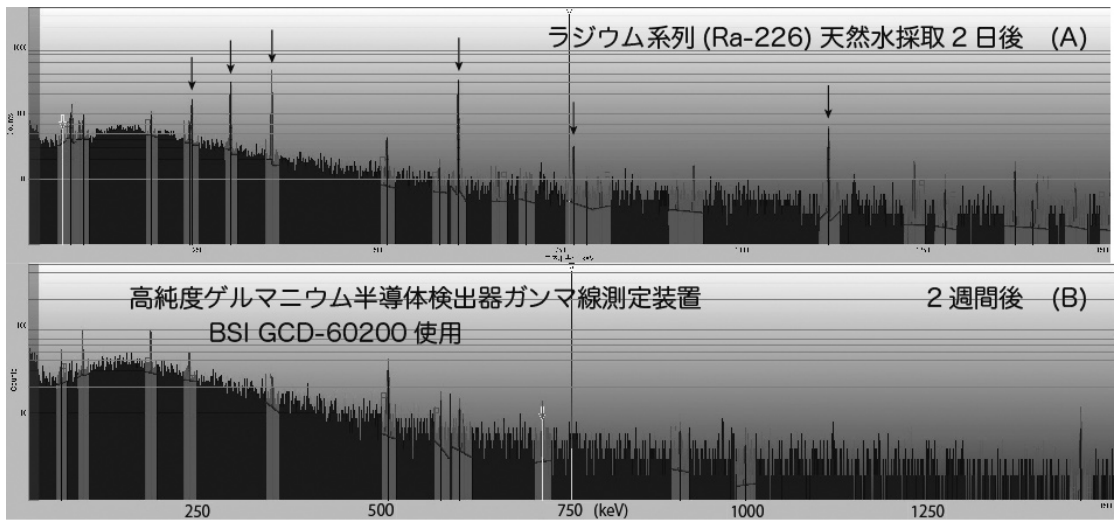 ラジウム系列 (Ra-226) 天然水採取 2 日後 (A)
1000
高純度ゲルマニウム半導体検出器ガンマ線測定装置
2 週間後 (B)
BSI GCD-60200 使用
250 500 750 (keV) 1000 1250